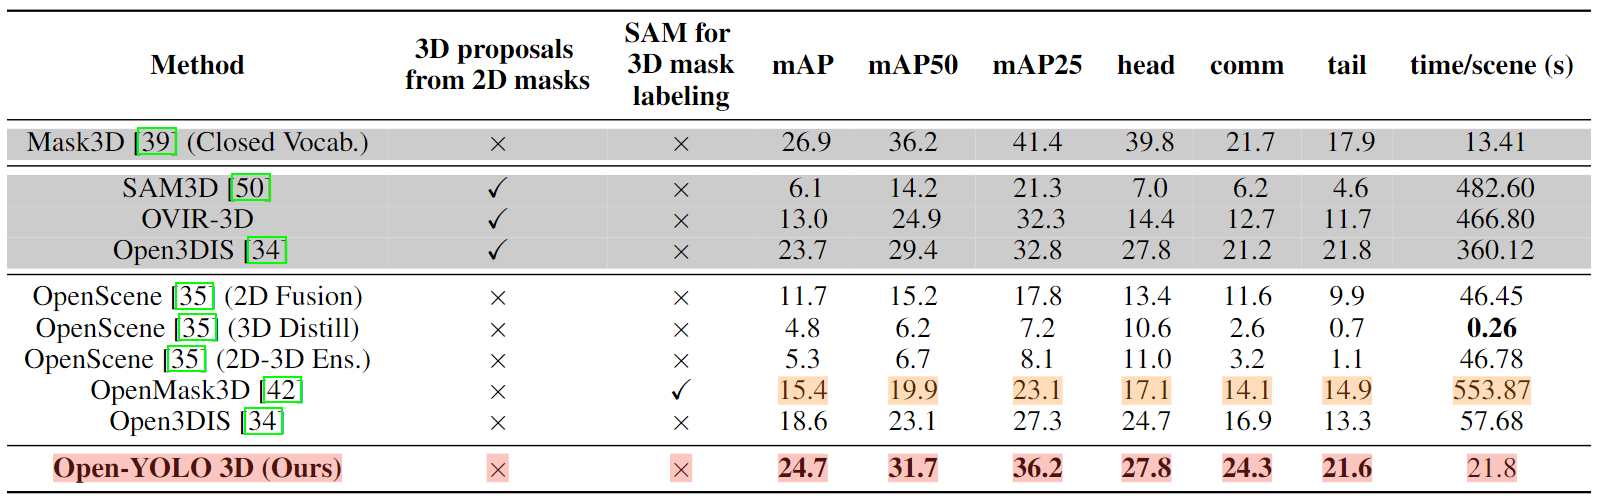 Method 3D proposals from 2D masks SAM for 3D mask labeling mAP mAP50 mAP25 head comm tail time/scene (s)
Mask3D [39] (Closed Vocab.) × × 26.9 36.2 41.4 39.8 21.7 17.9 13.41
SAM3D [50] ✓ × 6.1 14.2 21.3 7.0 6.2 4.6 482.60
OVIR-3D ✓ × 13.0 24.9 32.3 14.4 12.7 11.7 466.80
Open3DIS [34] ✓ × 23.7 29.4 32.8 27.8 21.2 21.8 360.12
OpenScene [35] (2D Fusion) × × 11.7 15.2 17.8 13.4 11.6 9.9 46.45
OpenScene [35] (3D Distill) × × 4.8 6.2 7.2 10.6 2.6 0.7 0.26
OpenScene [35] (2D-3D Ens.) × × 5.3 6.7 8.1 11.0 3.2 1.1 46.78
OpenMask3D [42] × ✓ 15.4 19.9 23.1 17.1 14.1 14.9 553.87
Open3DIS [34] × × 18.6 23.1 27.3 24.7 16.9 13.3 57.68
Open-YOLO 3D (Ours) × × 24.7 31.7 36.2 27.8 24.3 21.6 21.8